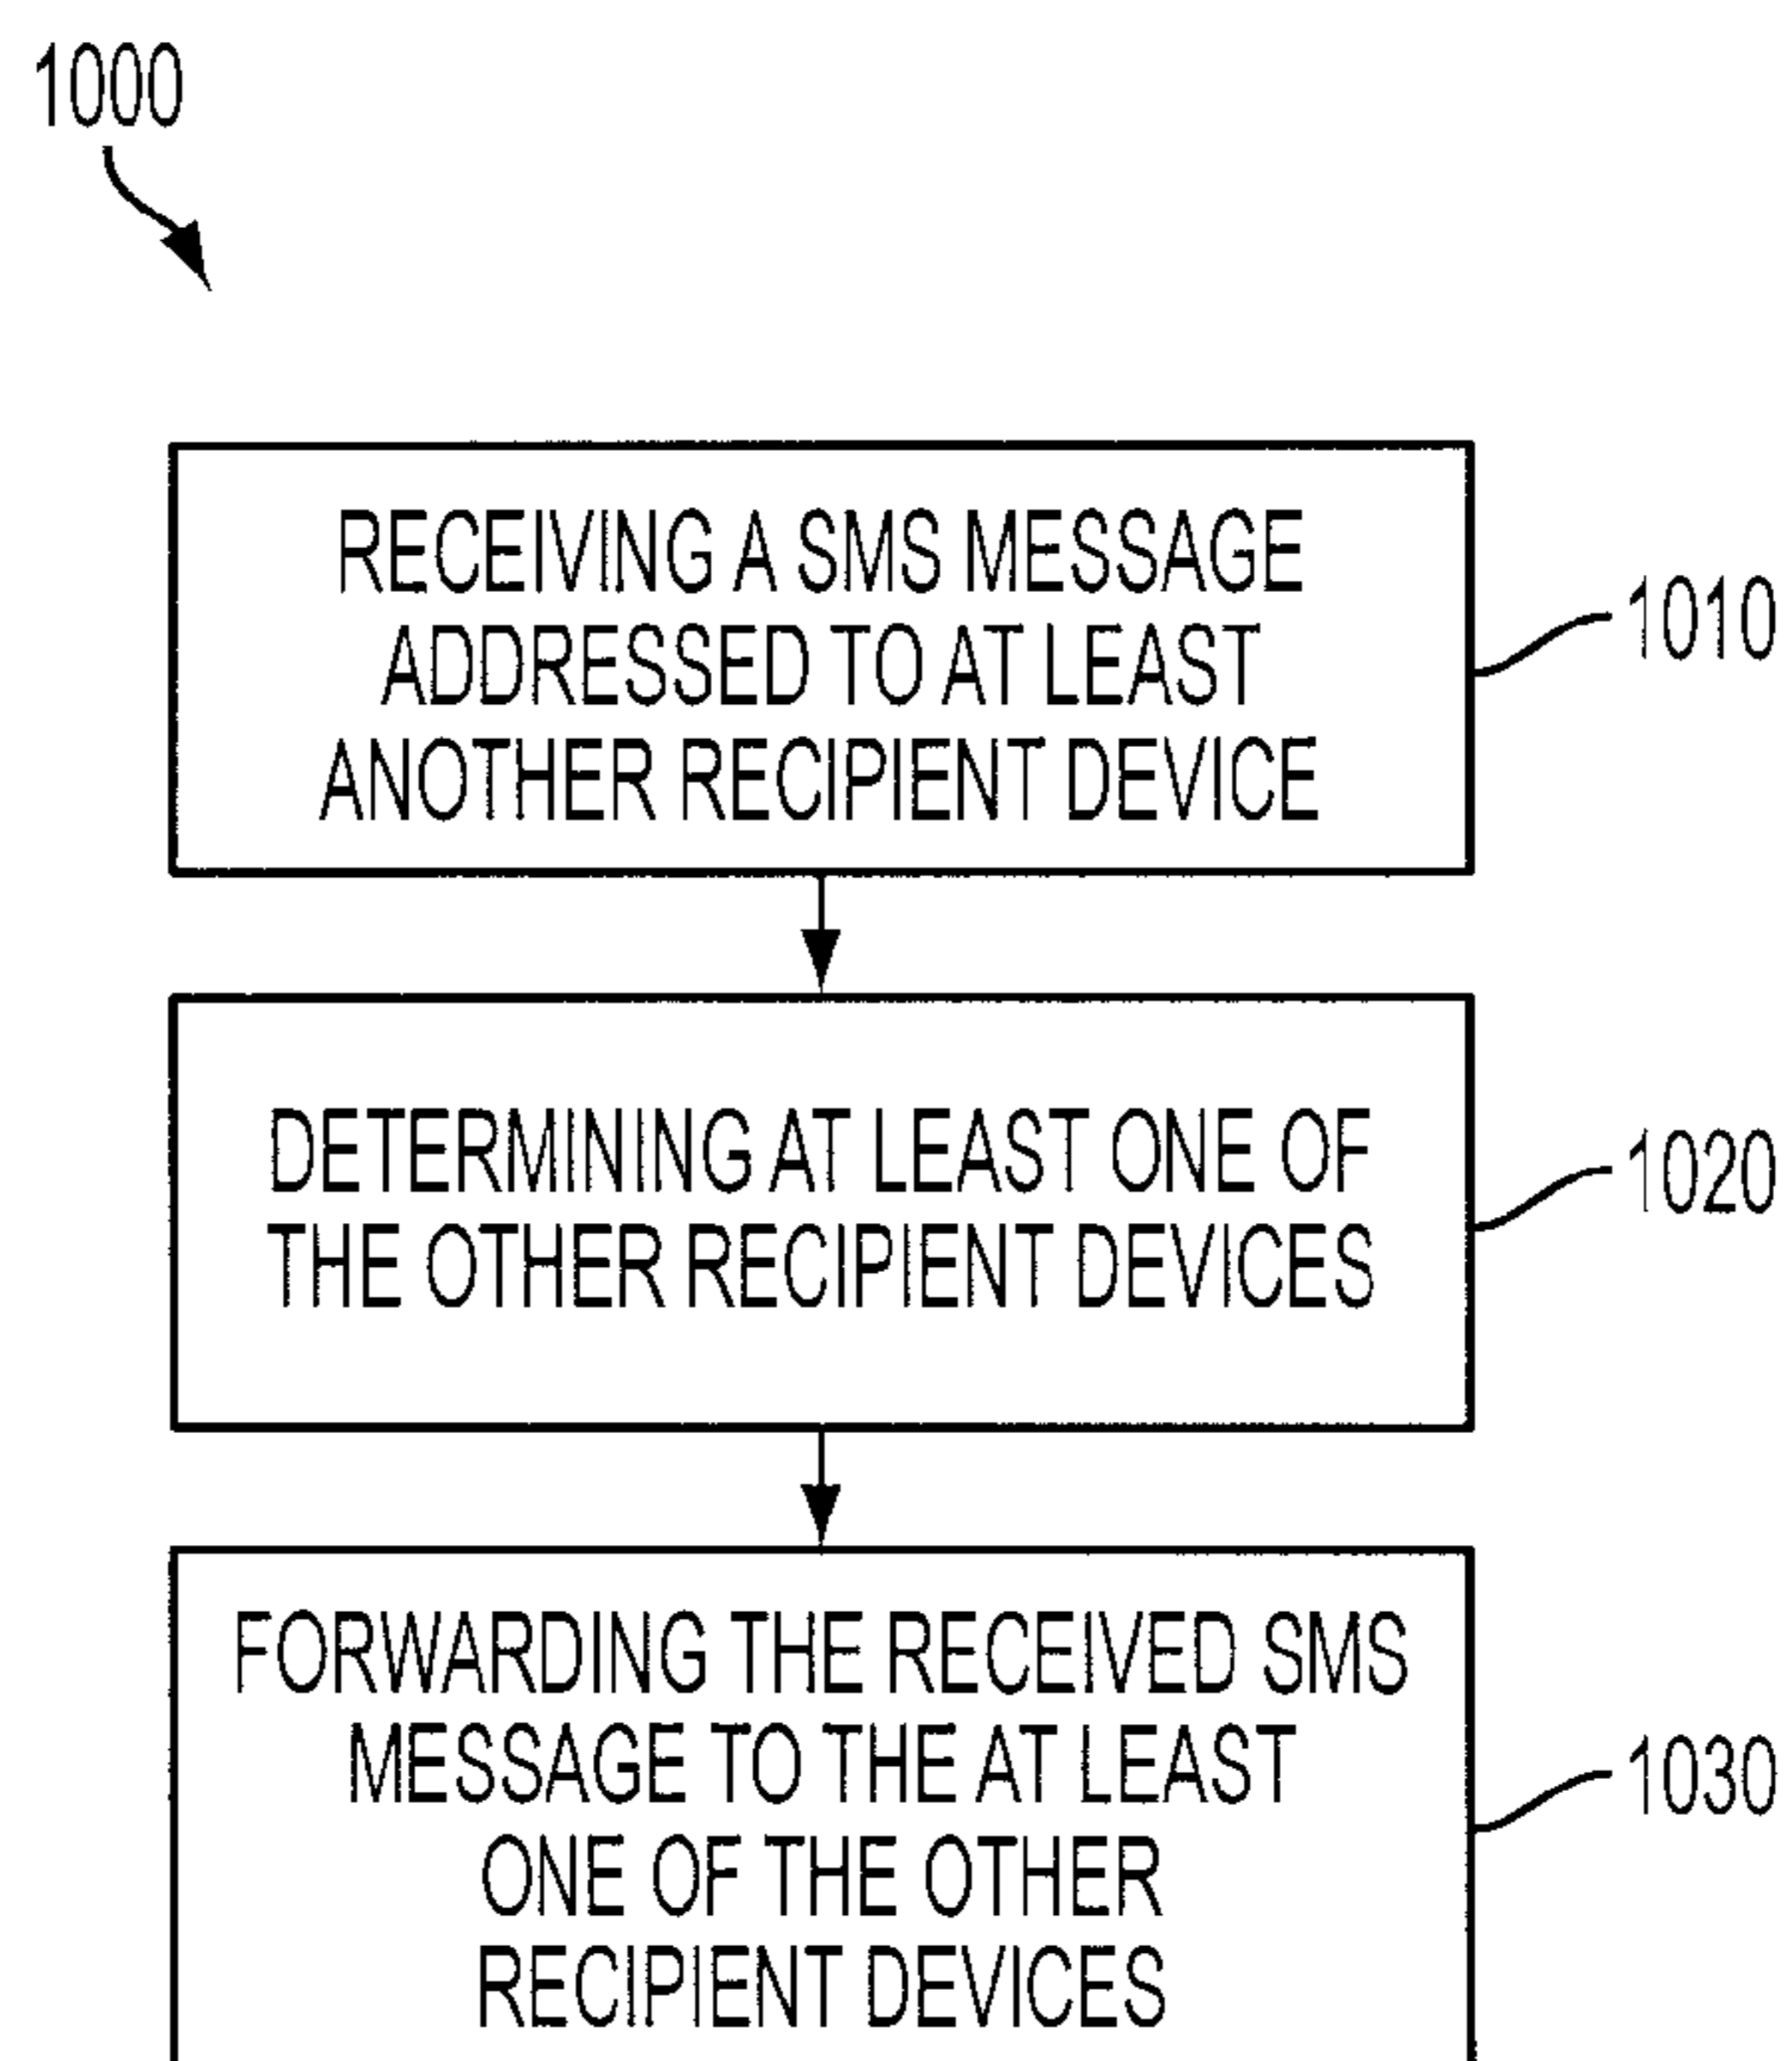 1000
RECEIVING A SMS MESSAGE
ADDRESSED TO AT LEAST
ANOTHER RECIPIENT DEVICE
1010
DETERMINING AT LEAST ONE OF
THE OTHER RECIPIENT DEVICES
1020
FORWARDING THE RECEIVED SMS
MESSAGE TO THE AT LEAST
ONE OF THE OTHER
RECIPIENT DEVICES
1030